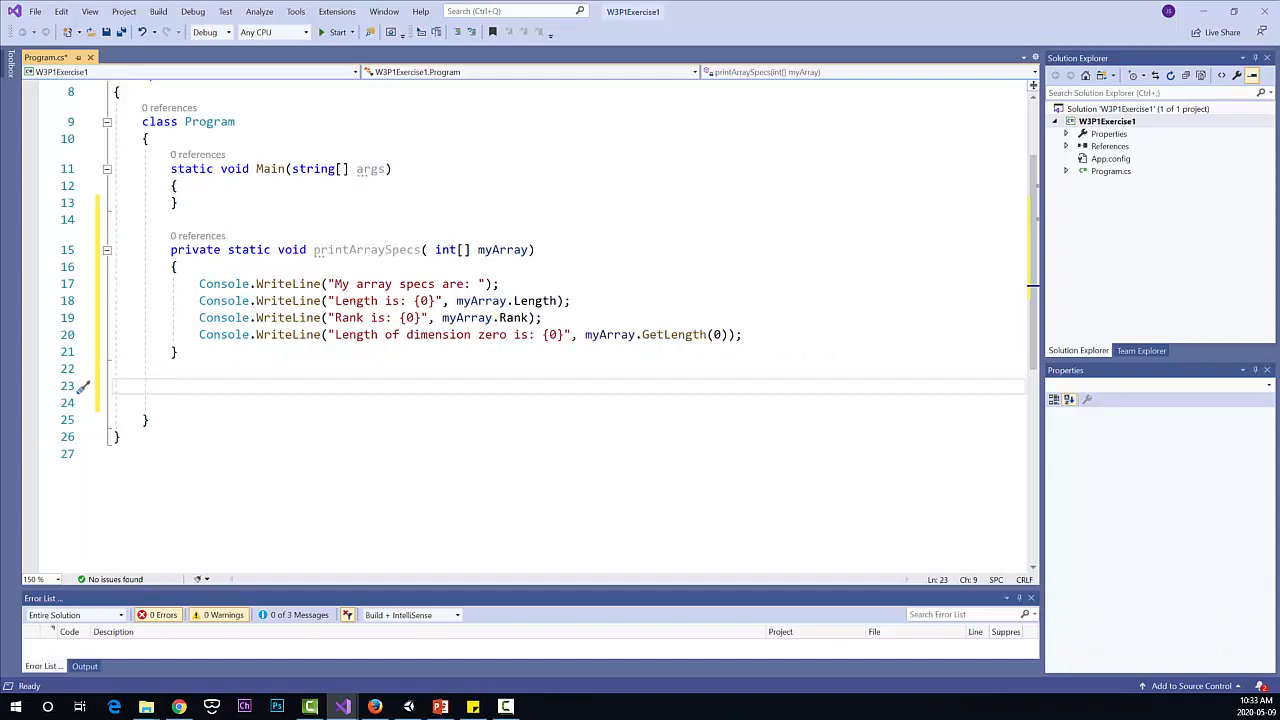 File Edit View Project Build Debug Test Analyze Tools Extensions Window Help Search (Ctrl+Q) W3P1Exercise1 JS
Debug Any CPU Start Live Share
Program.cs*
W3P1Exercise1 W3P1Exercise1.Program printArraySpecs(int[] myArray)
Toolbox
8 {
0 references
9 class Program
10 {
0 references
11 static void Main(string[] args)
12 {
13 }
14
0 references
15 private static void printArraySpecs( int[] myArray)
16 {
17 Console.WriteLine("My array specs are: ");
18 Console.WriteLine("Length is: {0}", myArray.Length);
19 Console.WriteLine("Rank is: {0}", myArray.Rank);
20 Console.WriteLine("Length of dimension zero is: {0}", myArray.GetLength(0));
21 }
22
23
24
25 }
26 }
27
150 % No issues found Ln: 23 Ch: 9 SPC CRLF
Solution Explorer
Search Solution Explorer (Ctrl+;)
Solution 'W3P1Exercise1' (1 of 1 project)
W3P1Exercise1
Properties
References
App.config
Program.cs
Solution Explorer Team Explorer
Properties
Error List ...
Entire Solution 0 Errors 0 Warnings 0 of 3 Messages Build + IntelliSense Search Error List
Code Description Project File Line Suppres
Error List ... Output
Ready Add to Source Control 2
Ch Ps
10:33 AM
2020-05-09